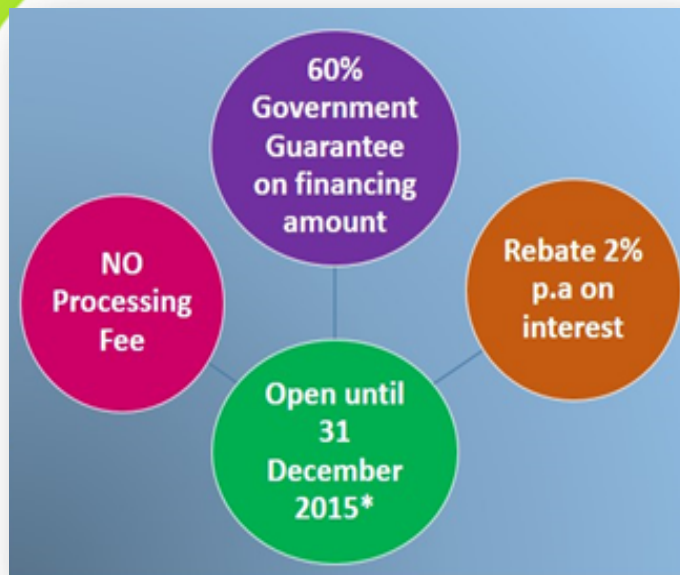 60%
Government
Guarantee
on financing
amount
NO
Processing
Fee
Rebate 2%
p.a on
interest
Open until
31
December
2015*